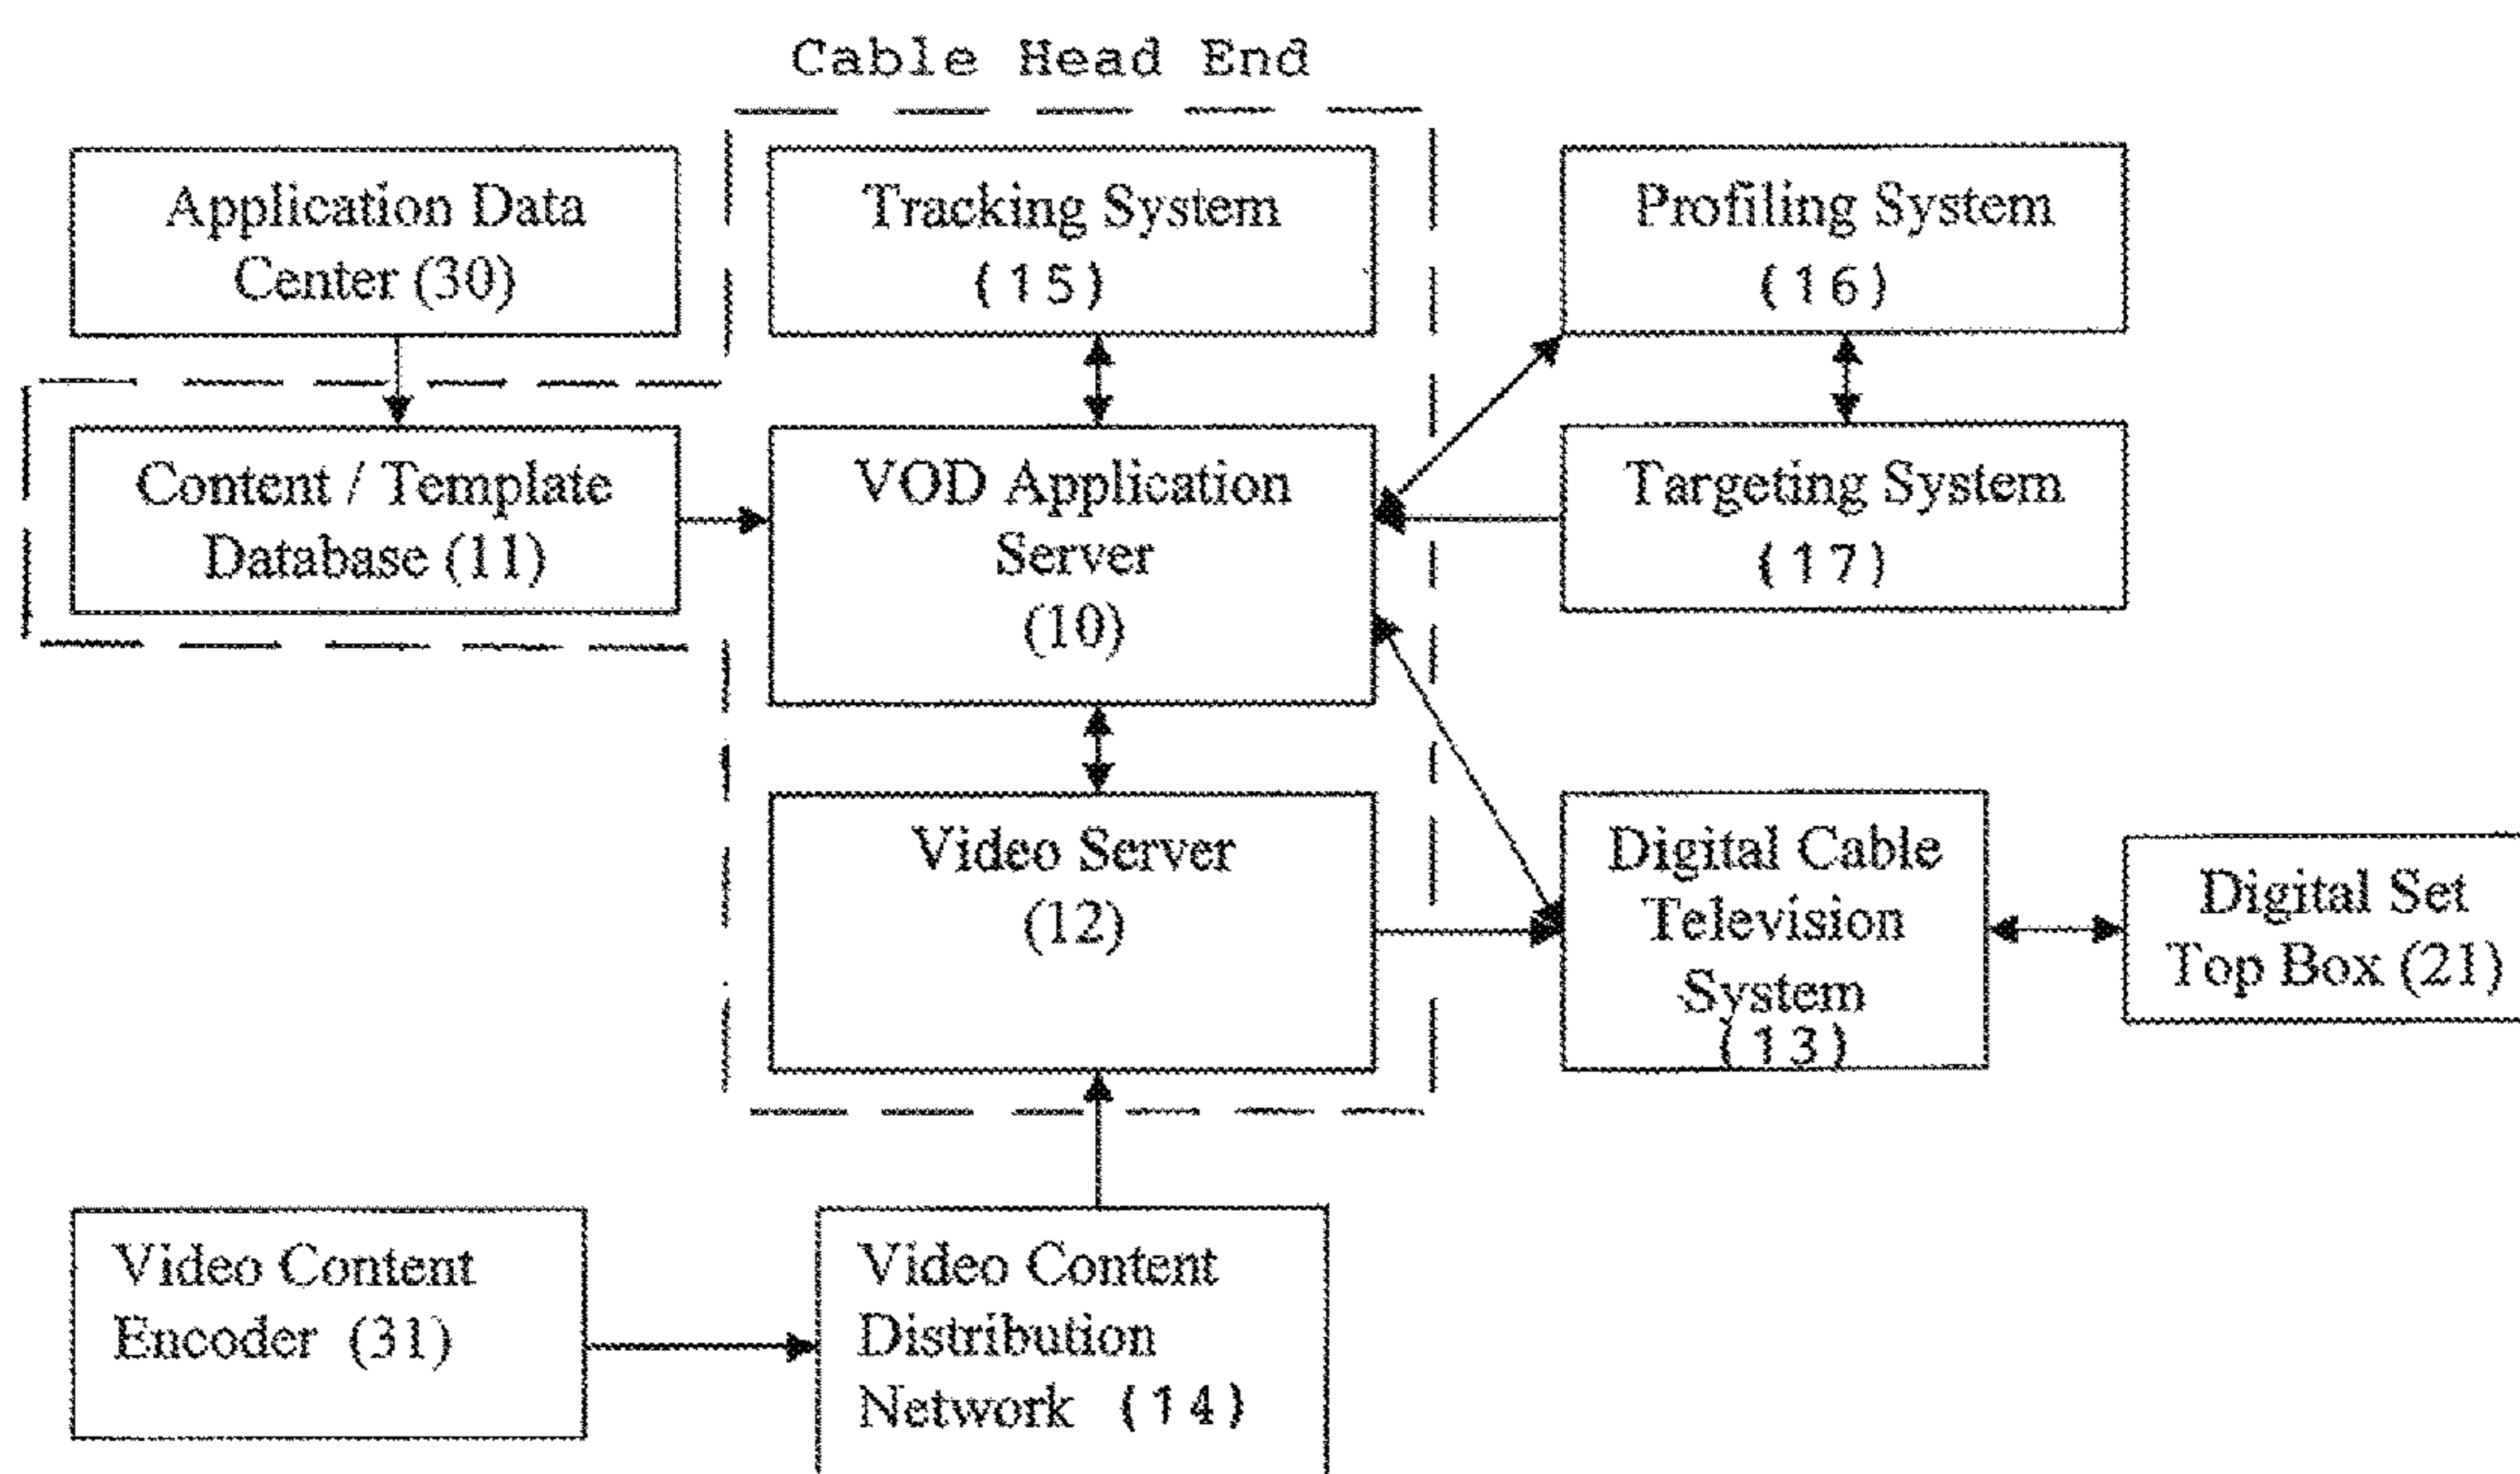 Cable Head End
Application Data
Center (30)
Tracking System
(15)
Profiling System
(16)
Content / Template
Database (11)
VOD Application
Server
(10)
Targeting System
(17)
Video Server
(12)
Digital Cable
Television
System
(13)
Digital Set
Top Box (21)
Video Content
Encoder (31)
Video Content
Distribution
Network (14)